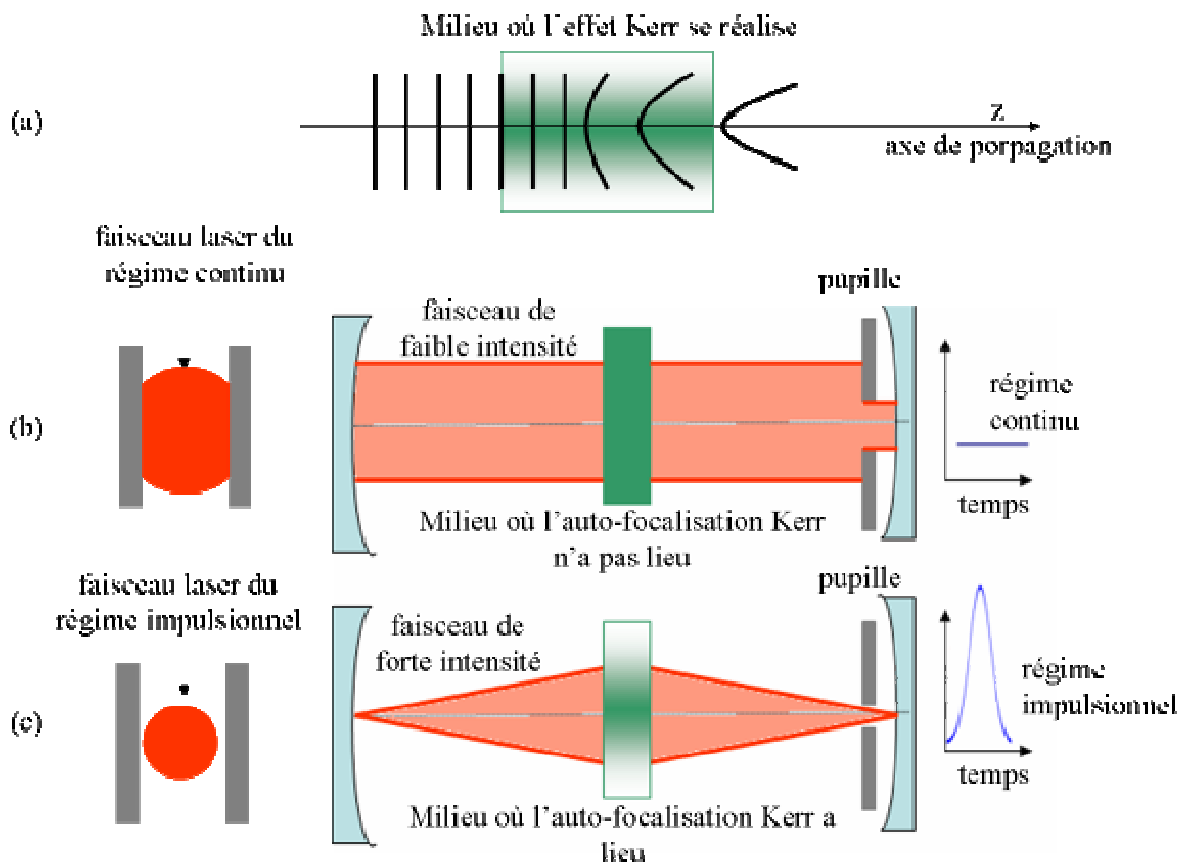 Milieu où l'effet Kerr se réalise
(a)
Z
axe de porpagation
faisceau laser du
régime continu
pupille
faisceau de
faible intensité
régime
continu
(b)
temps
Milieu où l'auto-focalisation Kerr
n'a pas lieu
faisceau laser du
régime impulsionnel
pupille
faisceau de
forte intensité
régime
impulsionnel
(c)
temps
Milieu où l'auto-focalisation Kerr a
lieu